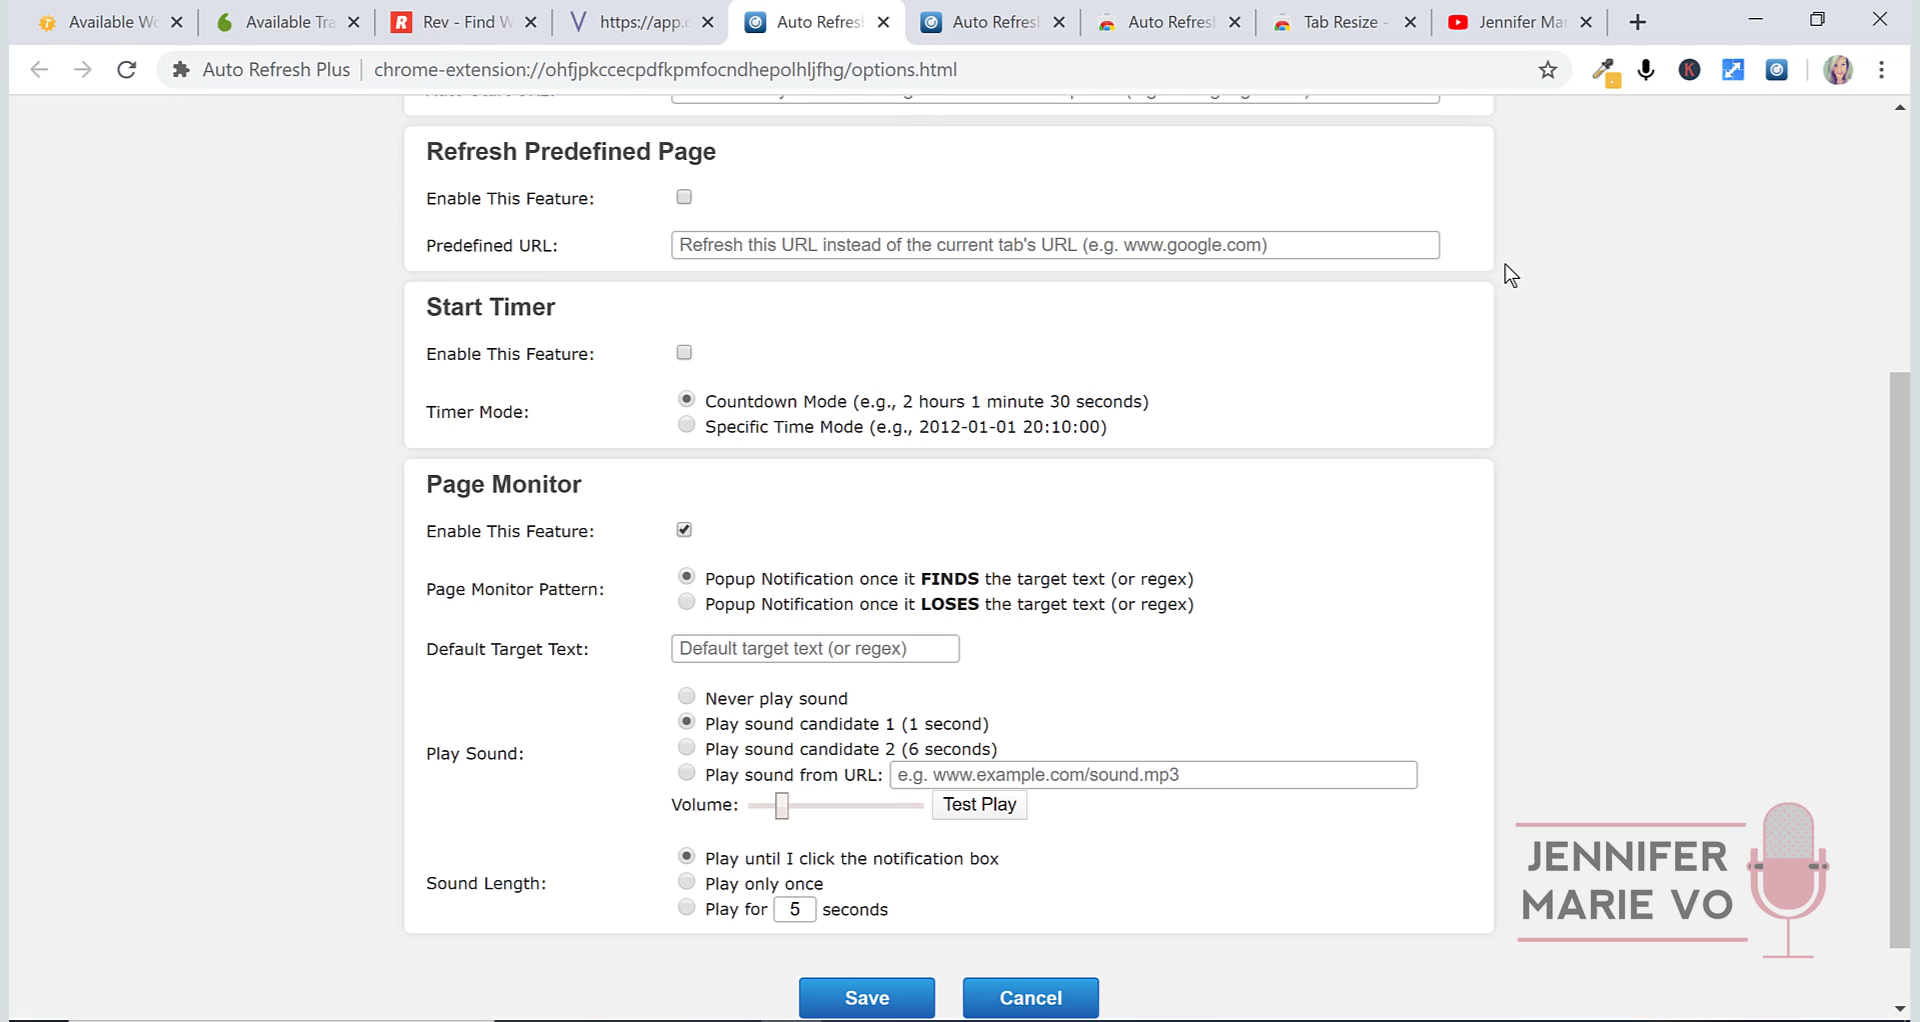 Available Wo
Available Tra
Rev - Find W
https://app.c
Auto Refresh
Auto Refresh
Auto Refresh
Tab Resize -
Jennifer Mar
Auto Refresh Plus
chrome-extension://ohfjpkccecpdfkpmfocndhepolhljfhg/options.html
Refresh Predefined Page
Enable This Feature:
Predefined URL:
Refresh this URL instead of the current tab's URL (e.g. www.google.com)
Start Timer
Enable This Feature:
Timer Mode:
Countdown Mode (e.g., 2 hours 1 minute 30 seconds)
Specific Time Mode (e.g., 2012-01-01 20:10:00)
Page Monitor
Enable This Feature:
Page Monitor Pattern:
Popup Notification once it FINDS the target text (or regex)
Popup Notification once it LOSES the target text (or regex)
Default Target Text:
Default target text (or regex)
Play Sound:
Never play sound
Play sound candidate 1 (1 second)
Play sound candidate 2 (6 seconds)
Play sound from URL: e.g. www.example.com/sound.mp3
Volume: Test Play
Sound Length:
Play until I click the notification box
Play only once
Play for 5 seconds
Save
Cancel
JENNIFER
MARIE VO